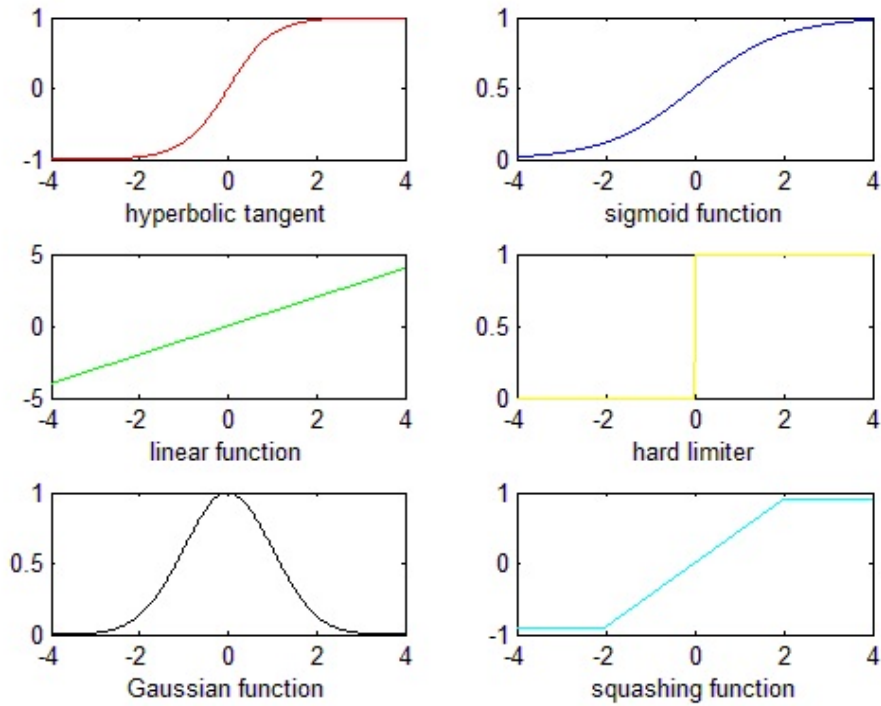 1
0
-1
-4 -2 0 2 4
hyperbolic tangent
1
0.5
0
-4 -2 0 2 4
sigmoid function
5
0
-5
-4 -2 0 2 4
linear function
1
0.5
0
-4 -2 0 2 4
hard limiter
1
0.5
0
-4 -2 0 2 4
Gaussian function
1
0
-1
-4 -2 0 2 4
squashing function